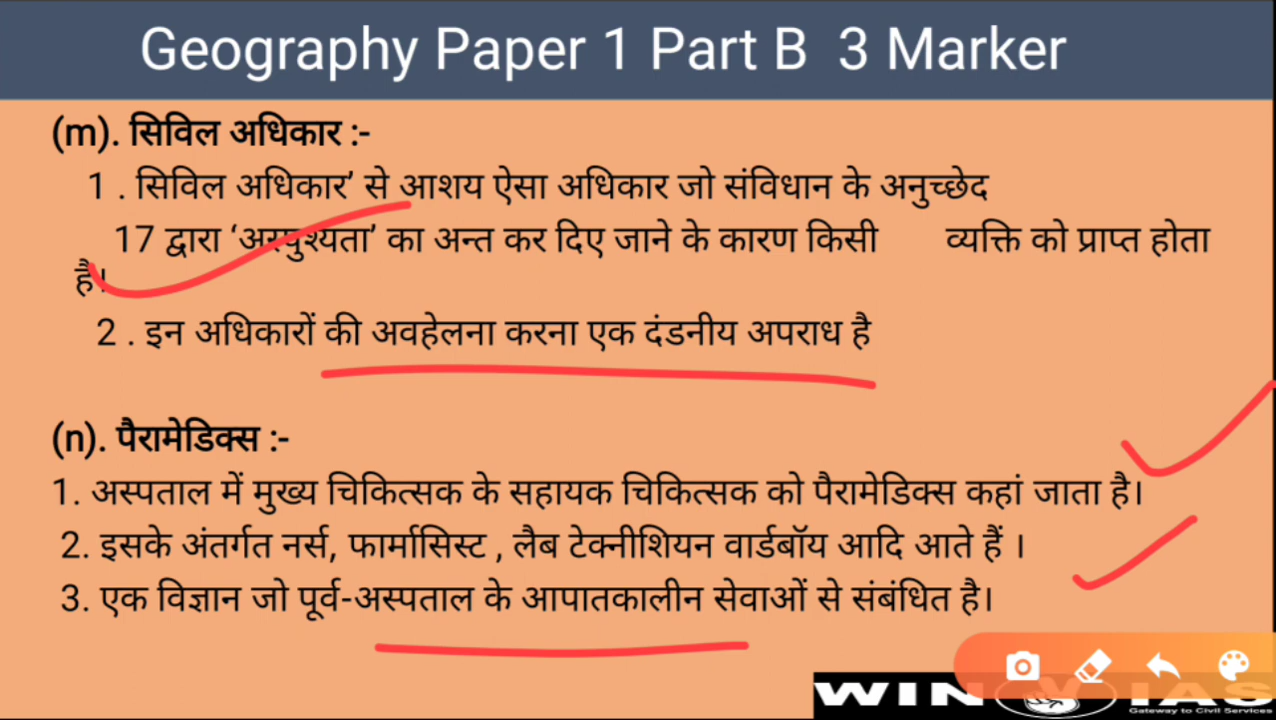 Geography Paper 1 Part B 3 Marker
(m). सिविल अधिकार :-
1 . सिविल अधिकार' से आशय ऐसा अधिकार जो संविधान के अनुच्छेद
17 द्वारा 'अस्पुश्यता' का अन्त कर दिए जाने के कारण किसी व्यक्ति को प्राप्त होता
है।
2 . इन अधिकारों की अवहेलना करना एक दंडनीय अपराध है
(n). पैरामेडिक्स :-
1. अस्पताल में मुख्य चिकित्सक के सहायक चिकित्सक को पैरामेडिक्स कहां जाता है।
2. इसके अंतर्गत नर्स, फार्मासिस्ट , लैब टेक्नीशियन वार्डबॉय आदि आते हैं ।
3. एक विज्ञान जो पूर्व-अस्पताल के आपातकालीन सेवाओं से संबंधित है।
WIN IAS
Gateway to Civil Services